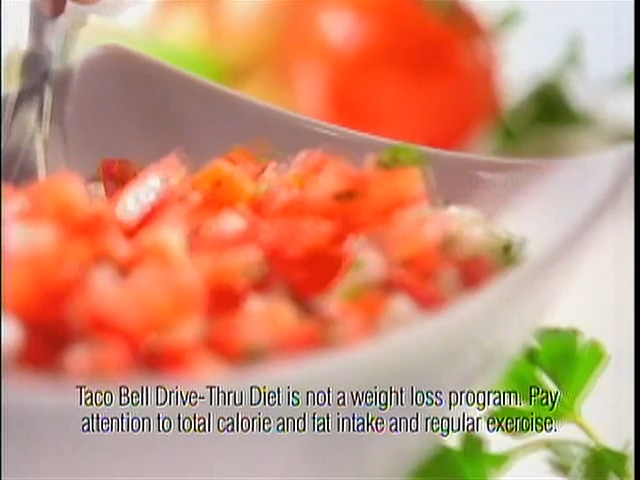 Taco Bell Drive-Thru Diet is not a weight loss program. Pay
attention to total calorie and fat intake and regular exercise.